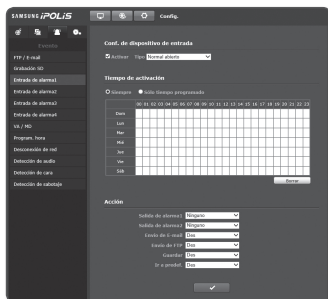 SAMSUNG iPOLiS
Config.
Evento
FTP / E-mail
Grabación SD
Entrada de alarma1
Entrada de alarma2
Entrada de alarma3
Entrada de alarma4
VA / MD
Program. hora
Desconexión de red
Detección de audio
Detección de cara
Detección de sabotaje
Conf. de dispositivo de entrada
Activar Tipo Normal abierto
Tiempo de activación
Siempre Sólo tiempo programado
00 01 02 03 04 05 06 07 08 09 10 11 12 13 14 15 16 17 18 19 20 21 22 23
Dom
Lun
Mar
Mié
Jue
Vie
Sáb
Borrar
Acción
Salida de alarma1 Ninguno
Salida de alarma2 Ninguno
Envío de E-mail Des
Envío de FTP Des
Guardar Des
Ir a predef. Des